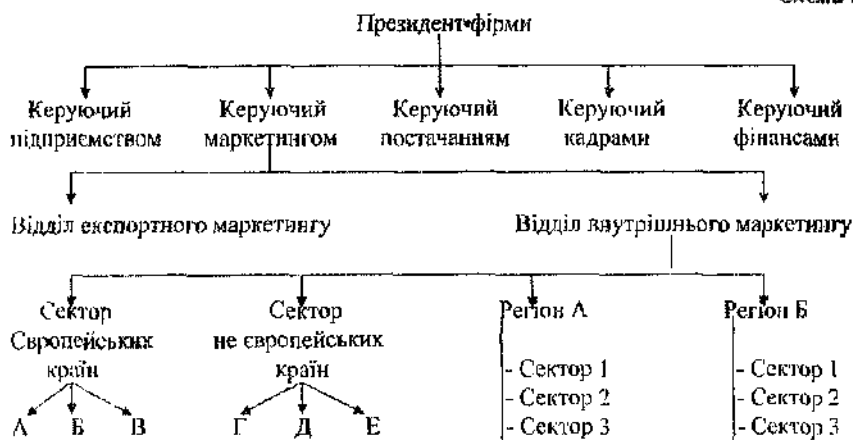 Президент фірми
Керуючий підприємством
Керуючий маркетингом
Керуючий постачанням
Керуючий кадрами
Керуючий фінансами
Відділ експортного маркетингу
Відділ внутрішнього маркетингу
Сектор Європейських країн
Сектор не європейських країн
Регіон А
Регіон Б
- Сектор 1
- Сектор 2
- Сектор 3
- Сектор 1
- Сектор 2
- Сектор 3
А Б В
Г Д Е